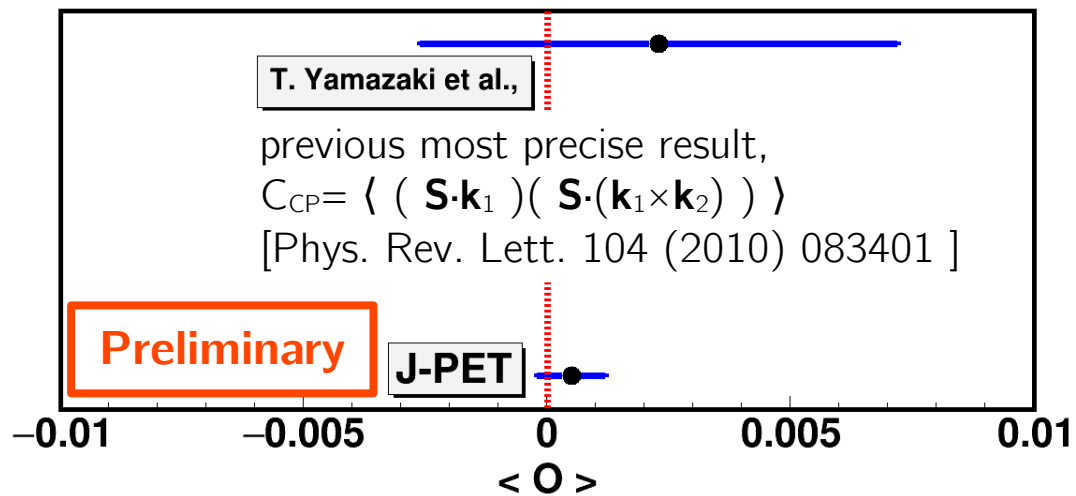 T. Yamazaki et al.,
previous most precise result,
C_CP= ⟨ ( S·k₁ )( S·(k₁×k₂) ) ⟩
[Phys. Rev. Lett. 104 (2010) 083401 ]
Preliminary
J-PET
−0.01 −0.005 0 0.005 0.01
< O >